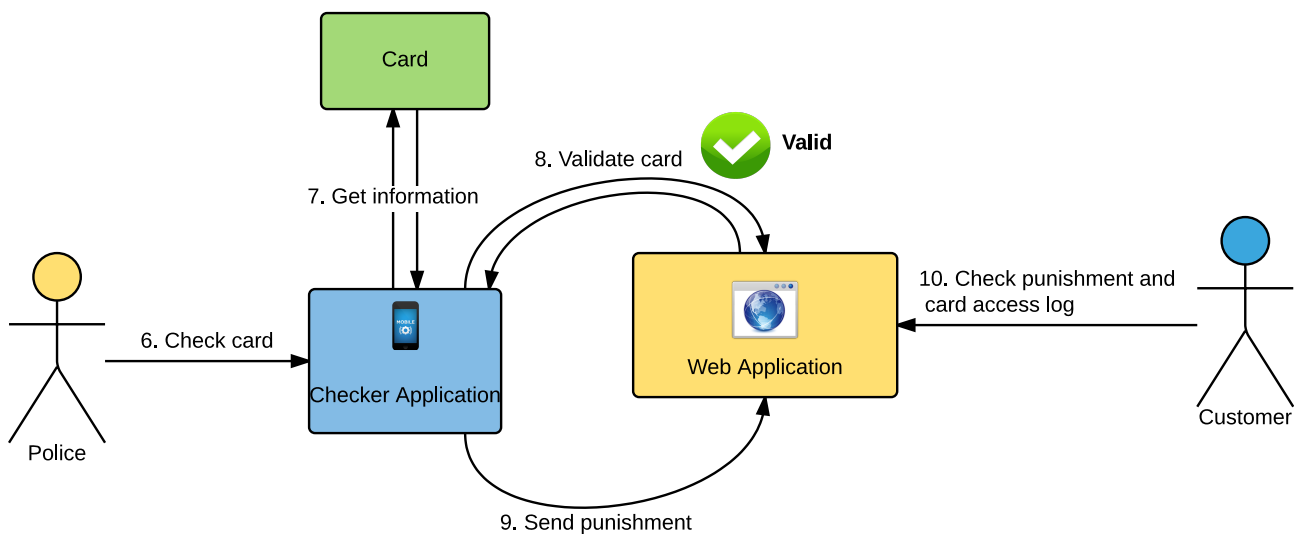 Card
8. Validate card
Valid
7. Get information
10. Check punishment and
card access log
6. Check card
MOBILE
Checker Application
Web Application
Police
Customer
9. Send punishment